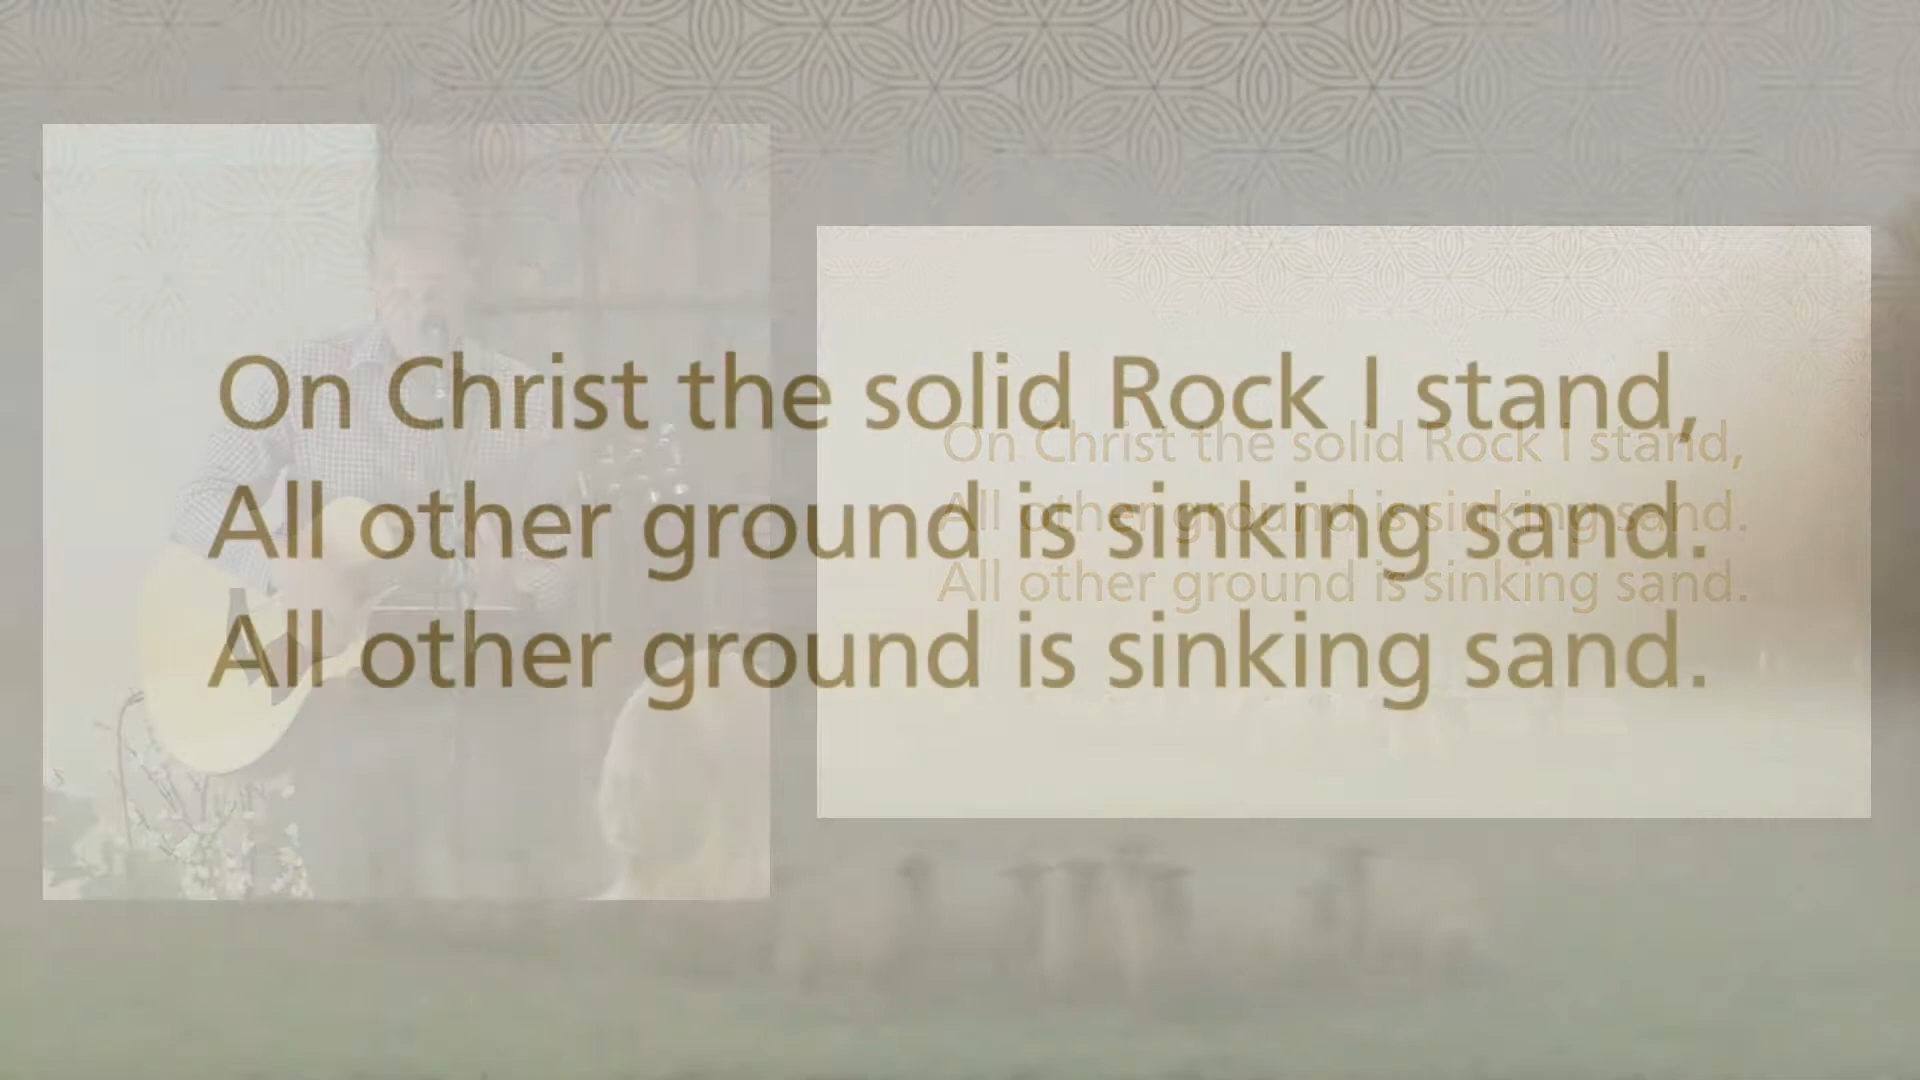 On Christ the solid Rock I stand,
All other ground is sinking sand.
All other ground is sinking sand.
On Christ the solid Rock I stand,
All other ground is sinking sand.
All other ground is sinking sand.